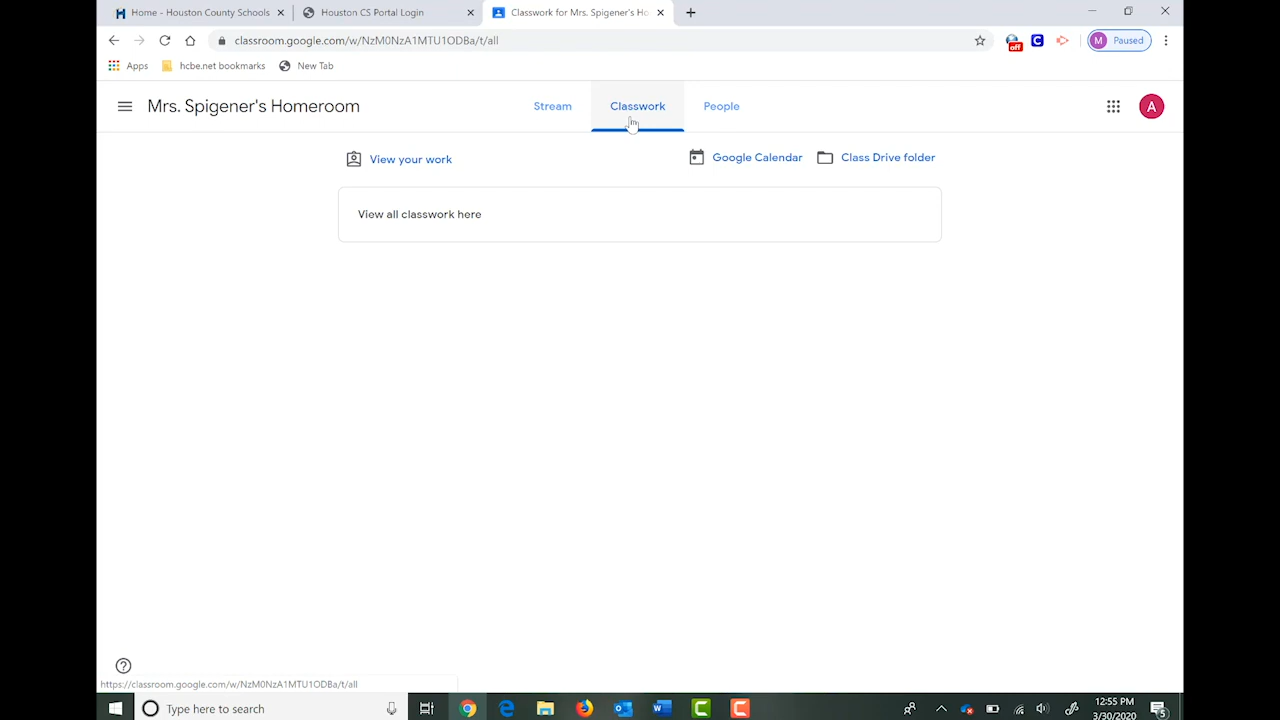 Home - Houston County Schools
Houston CS Portal Login
Classwork for Mrs. Spigener's Ho
classroom.google.com/w/NzM0NzA1MTU1ODBa/t/all
off
C
M Paused
Apps
hcbe.net bookmarks
New Tab
Mrs. Spigener's Homeroom
Stream
Classwork
People
A
View your work
Google Calendar
Class Drive folder
View all classwork here
https://classroom.google.com/w/NzM0NzA1MTU1ODBa/t/all
Type here to search
12:55 PM
3/30/2020
5